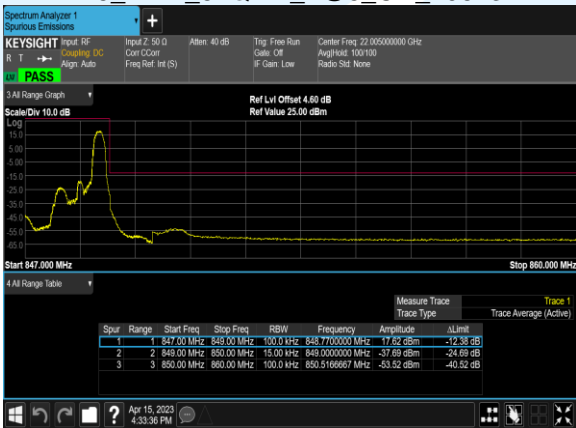 Spectrum Analyzer 1
Spurious Emissions
KEYSIGHT Input: RF Input Z: 50 Ω Atten: 40 dB Trig: Free Run Center Freq: 22.005000000 GHz
R T Coupling: DC Corr CCorr Gate: Off Avg|Hold: 100/100
Align: Auto Freq Ref: Int (S) IF Gain: Low Radio Std: None
PASS
3 All Range Graph
Ref Lvl Offset 4.60 dB
Scale/Div 10.0 dB Ref Value 25.00 dBm
Log
15.0
5.00
-5.00
-15.0
-25.0
-35.0
-45.0
-55.0
-65.0
Start 847.000 MHz Stop 860.000 MHz
4 All Range Table
Measure Trace Trace 1
Trace Type Trace Average (Active)
Spur Range Start Freq Stop Freq RBW Frequency Amplitude ΔLimit
1 1 847.00 MHz 849.00 MHz 100.0 kHz 848.7700000 MHz 17.62 dBm -12.38 dB
2 2 849.00 MHz 850.00 MHz 15.00 kHz 849.0000000 MHz -37.69 dBm -24.69 dB
3 3 850.00 MHz 860.00 MHz 100.0 kHz 850.5166667 MHz -53.52 dBm -40.52 dB
?
Apr 15, 2023
4:33:36 PM